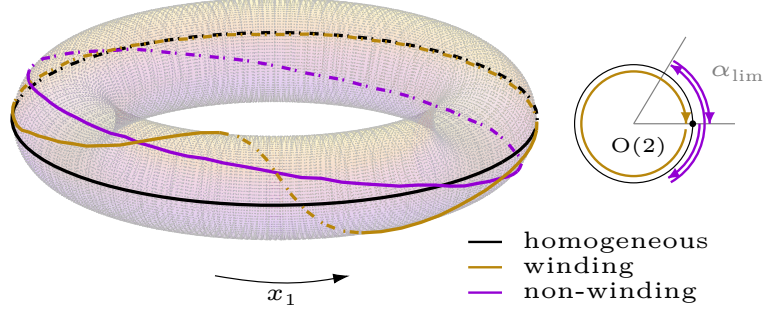 α_lim
O(2)
homogeneous
winding
non-winding
x_1